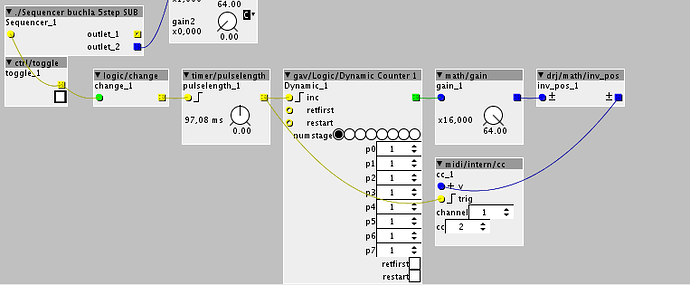 ./Sequencer buchla 5step SUB
Sequencer_1
outlet_1
outlet_2
x1,000
64.00
gain2
x0,000
C
0.00
ctrl/toggle
toggle_1
logic/change
change_1
timer/pulselength
pulselength_1
97,08 ms
0.00
gav/Logic/Dynamic Counter 1
Dynamic_1
inc
retfirst
restart
numstage
p0 1
p1 1
p2 1
p3 1
p4 1
p5 1
p6 1
p7 1
retfirst
restart
math/gain
gain_1
x16,000
64.00
drj/math/inv_pos
inv_pos_1
± ±
midi/intern/cc
cc_1
v
trig
channel 1
cc 2